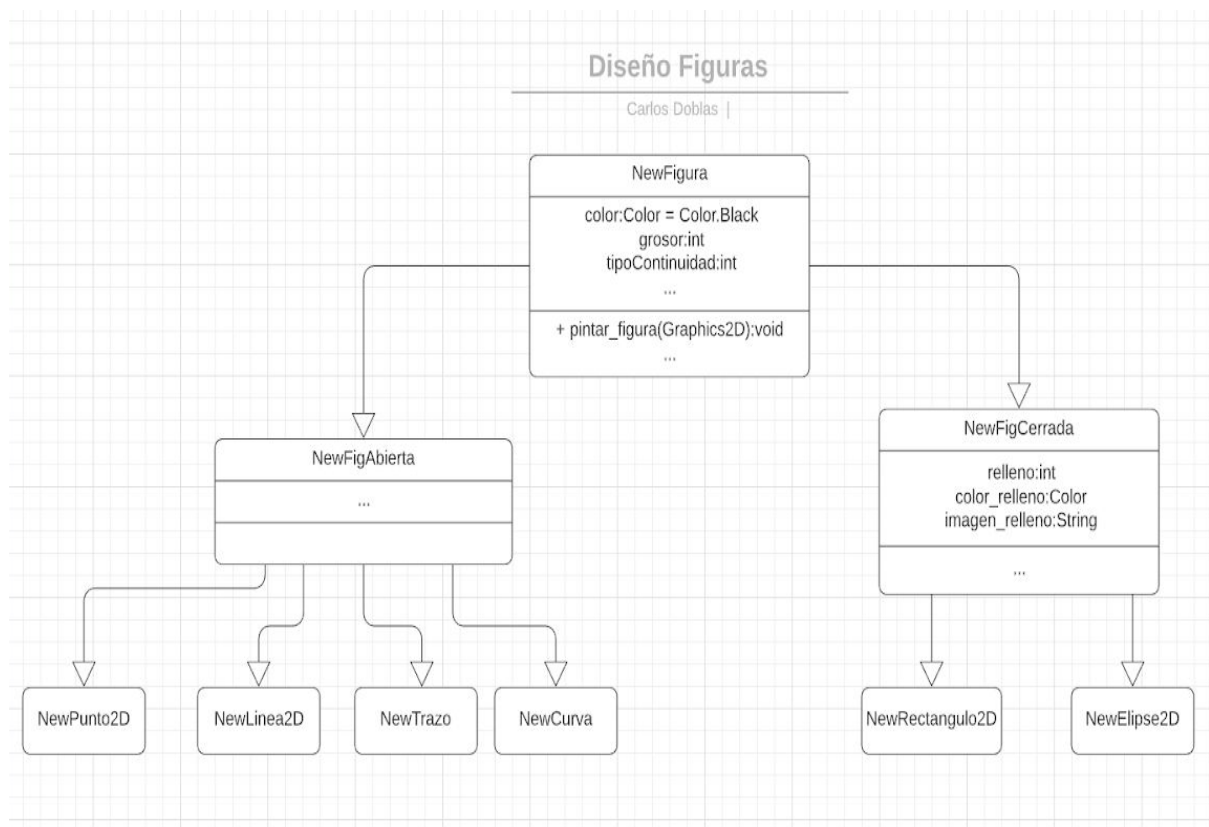 Diseño Figuras
Carlos Doblas |
NewFigura
color:Color = Color.Black
grosor:int
tipoContinuidad:int
...
+ pintar_figura(Graphics2D):void
...
NewFigAbierta
...
NewFigCerrada
relleno:int
color_relleno:Color
imagen_relleno:String
...
NewPunto2D
NewLinea2D
NewTrazo
NewCurva
NewRectangulo2D
NewElipse2D